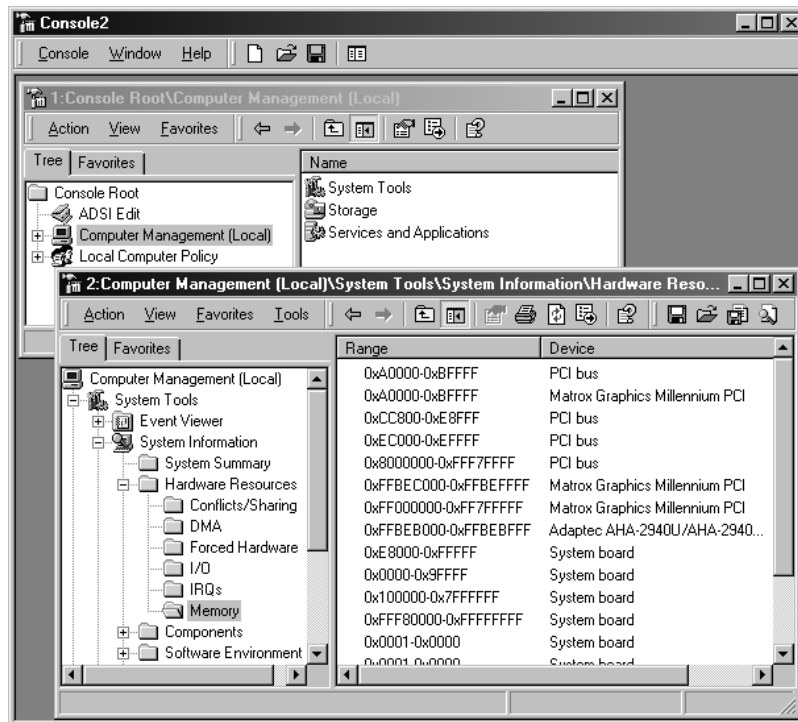 Console2
Console Window Help
1:Console Root\Computer Management (Local)
Action View Favorites
Tree Favorites
Name
Console Root
ADSI Edit
Computer Management (Local)
Local Computer Policy
System Tools
Storage
Services and Applications
2:Computer Management (Local)\System Tools\System Information\Hardware Reso...
Action View Favorites Tools
Tree Favorites
Computer Management (Local)
System Tools
Event Viewer
System Information
System Summary
Hardware Resources
Conflicts/Sharing
DMA
Forced Hardware
I/O
IRQs
Memory
Components
Software Environment
Range Device
0xA0000-0xBFFFF PCI bus
0xA0000-0xBFFFF Matrox Graphics Millennium PCI
0xCC800-0xE8FFF PCI bus
0xEC000-0xEFFFF PCI bus
0x8000000-0xFFF7FFFF PCI bus
0xFFBEC000-0xFFBEFFFF Matrox Graphics Millennium PCI
0xFF000000-0xFF7FFFFF Matrox Graphics Millennium PCI
0xFFBEB000-0xFFBEBFFF Adaptec AHA-2940U/AHA-2940...
0xE8000-0xFFFFF System board
0x0000-0x9FFFF System board
0x100000-0x7FFFFFF System board
0xFFF80000-0xFFFFFFFF System board
0x0001-0x0000 System board
0x0001-0x0000 System board